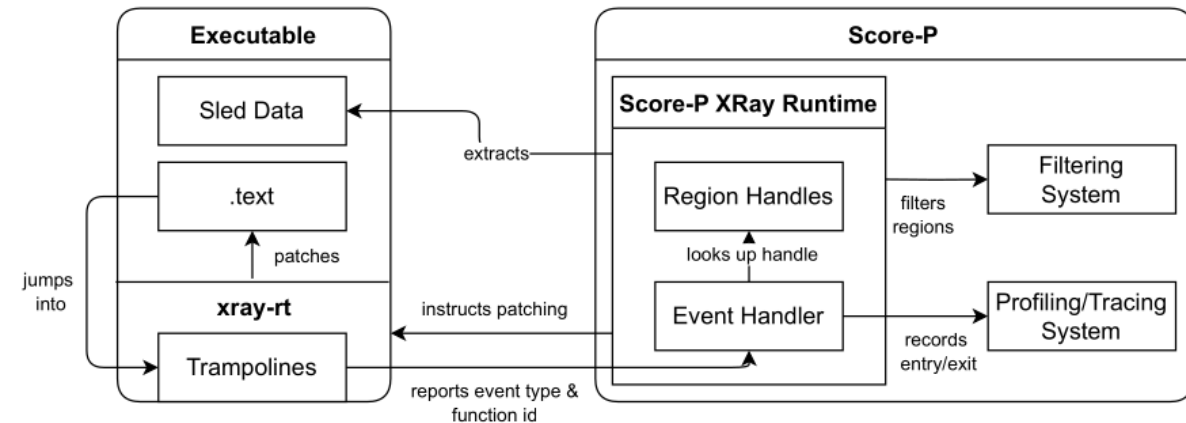 Executable
Sled Data
.text
patches
jumps
into
xray-rt
Trampolines
extracts
instructs patching
reports event type &
function id
Score-P
Score-P XRay Runtime
Region Handles
looks up handle
Event Handler
filters
regions
Filtering
System
records
entry/exit
Profiling/Tracing
System